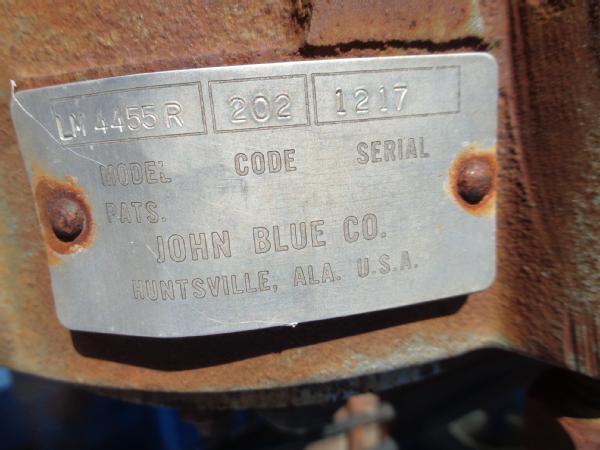 LM 4455 R 202 1217
MODEL CODE SERIAL
PATS.
JOHN BLUE CO.
HUNTSVILLE, ALA. U.S.A.